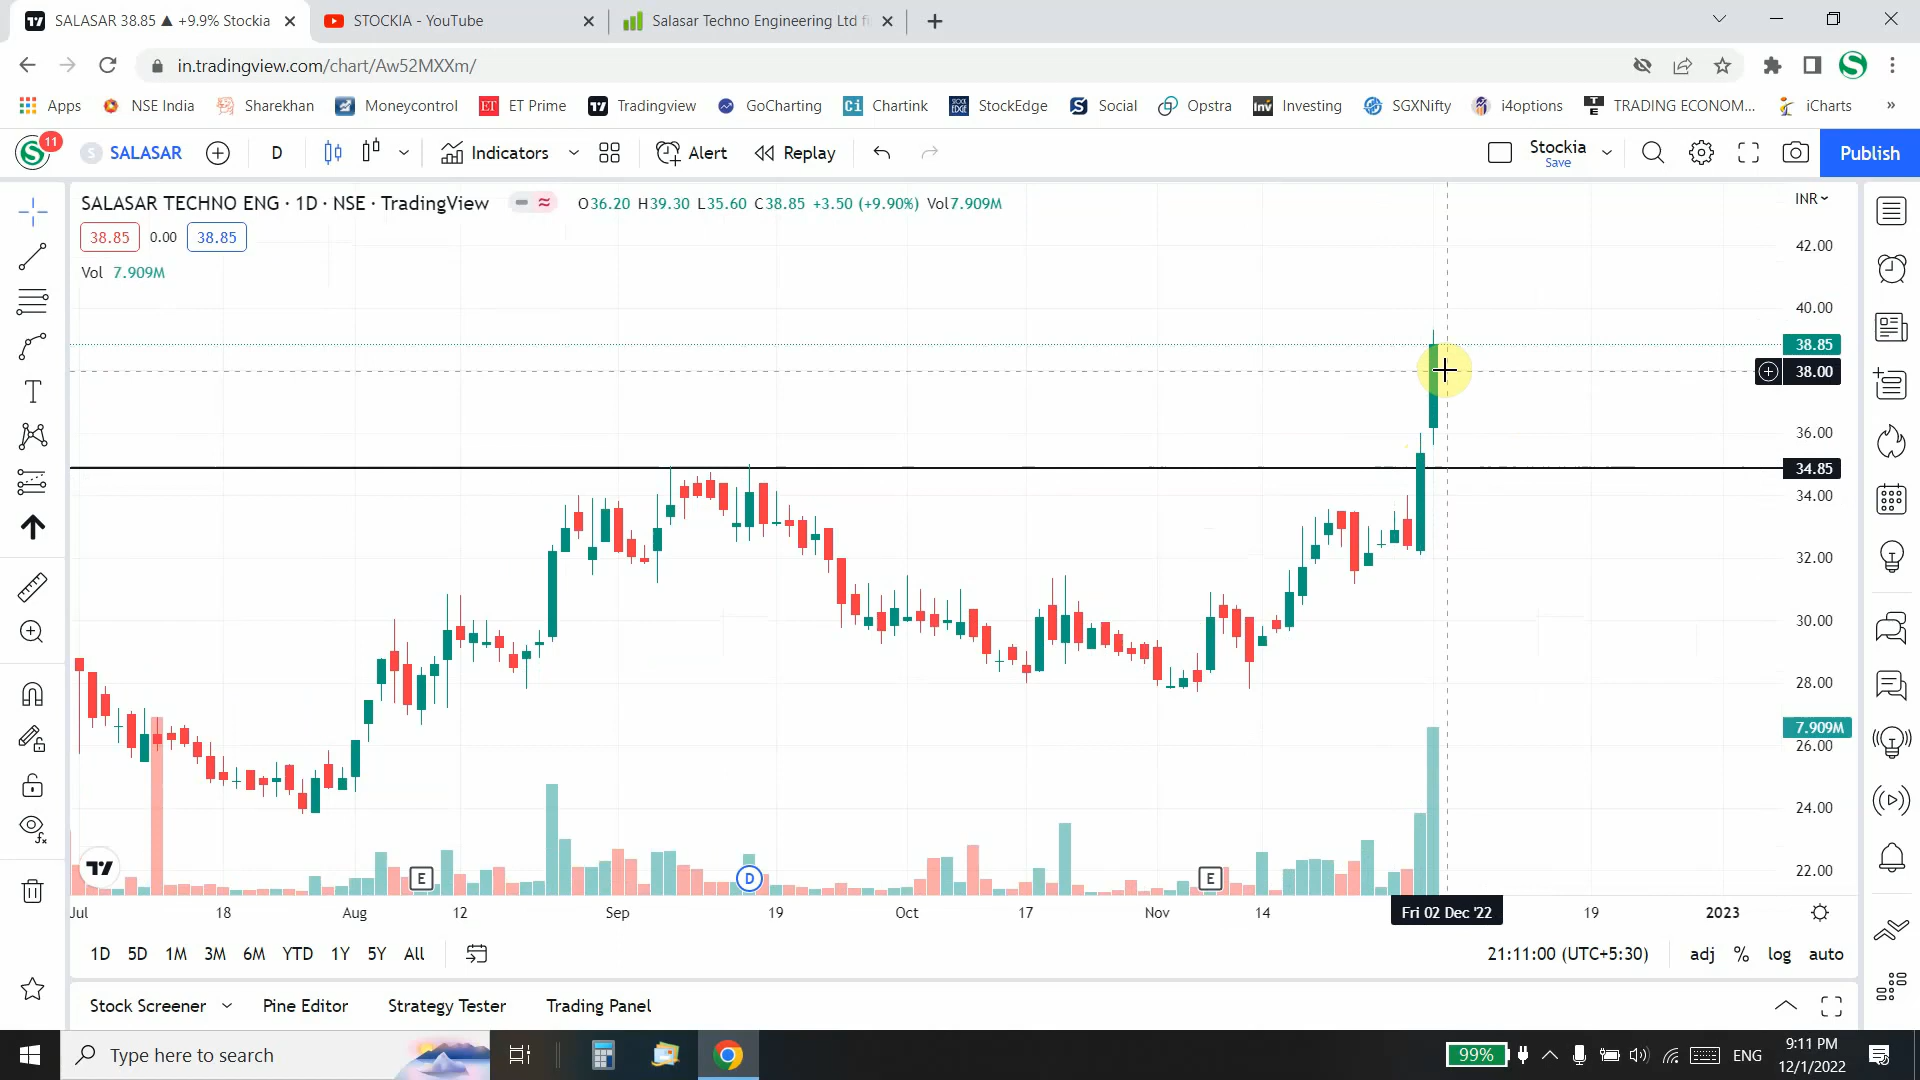 SALASAR 38.85 ▲ +9.9% Stockia
STOCKIA - YouTube
Salasar Techno Engineering Ltd fi
in.tradingview.com/chart/Aw52MXXm/
Apps NSE India Sharekhan Moneycontrol ET Prime Tradingview GoCharting Chartink StockEdge Social Opstra Investing SGXNifty i4options TRADING ECONOM... iCharts »
11 SALASAR D Indicators Alert Replay Stockia Save Publish
SALASAR TECHNO ENG · 1D · NSE · TradingView O36.20 H39.30 L35.60 C38.85 +3.50 (+9.90%) Vol7.909M
INR
38.85 0.00 38.85
Vol 7.909M
42.00
40.00
38.85
38.00
36.00
34.85
34.00
32.00
30.00
28.00
7.909M
26.00
24.00
22.00
E D E
Jul 18 Aug 12 Sep 19 Oct 17 Nov 14 Fri 02 Dec '22 19 2023
1D 5D 1M 3M 6M YTD 1Y 5Y All 21:11:00 (UTC+5:30) adj % log auto
Stock Screener Pine Editor Strategy Tester Trading Panel
Type here to search 99% ENG 9:11 PM
12/1/2022